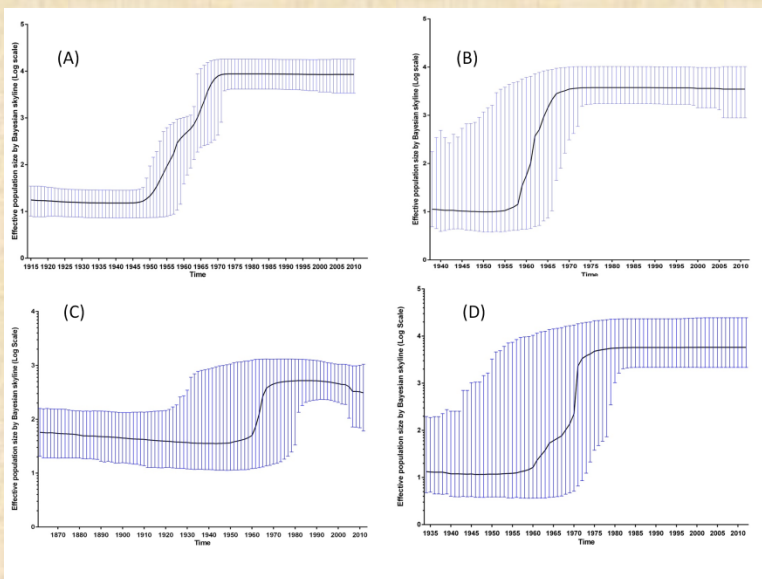 (A)
Effective population size by Bayesian skyline (Log scale)
5
4
3
2
1
0
1915 1920 1925 1930 1935 1940 1945 1950 1955 1960 1965 1970 1975 1980 1985 1990 1995 2000 2005 2010
Time
(B)
Effective population size by Bayesian skyline (Log scale)
5
4
3
2
1
0
1940 1945 1950 1955 1960 1965 1970 1975 1980 1985 1990 1995 2001 2006 2011
Time
(C)
Effective population size by Bayesian skyline (Log Scale)
4
3
2
1
0
1870 1880 1890 1900 1910 1920 1930 1940 1950 1960 1970 1980 1990 2000 2010
Time
(D)
Effective population size by Bayesian skyline (Log Scale)
5
4
3
2
1
0
1935 1940 1945 1950 1955 1960 1965 1970 1975 1980 1985 1990 1995 2000 2005 2010
Time